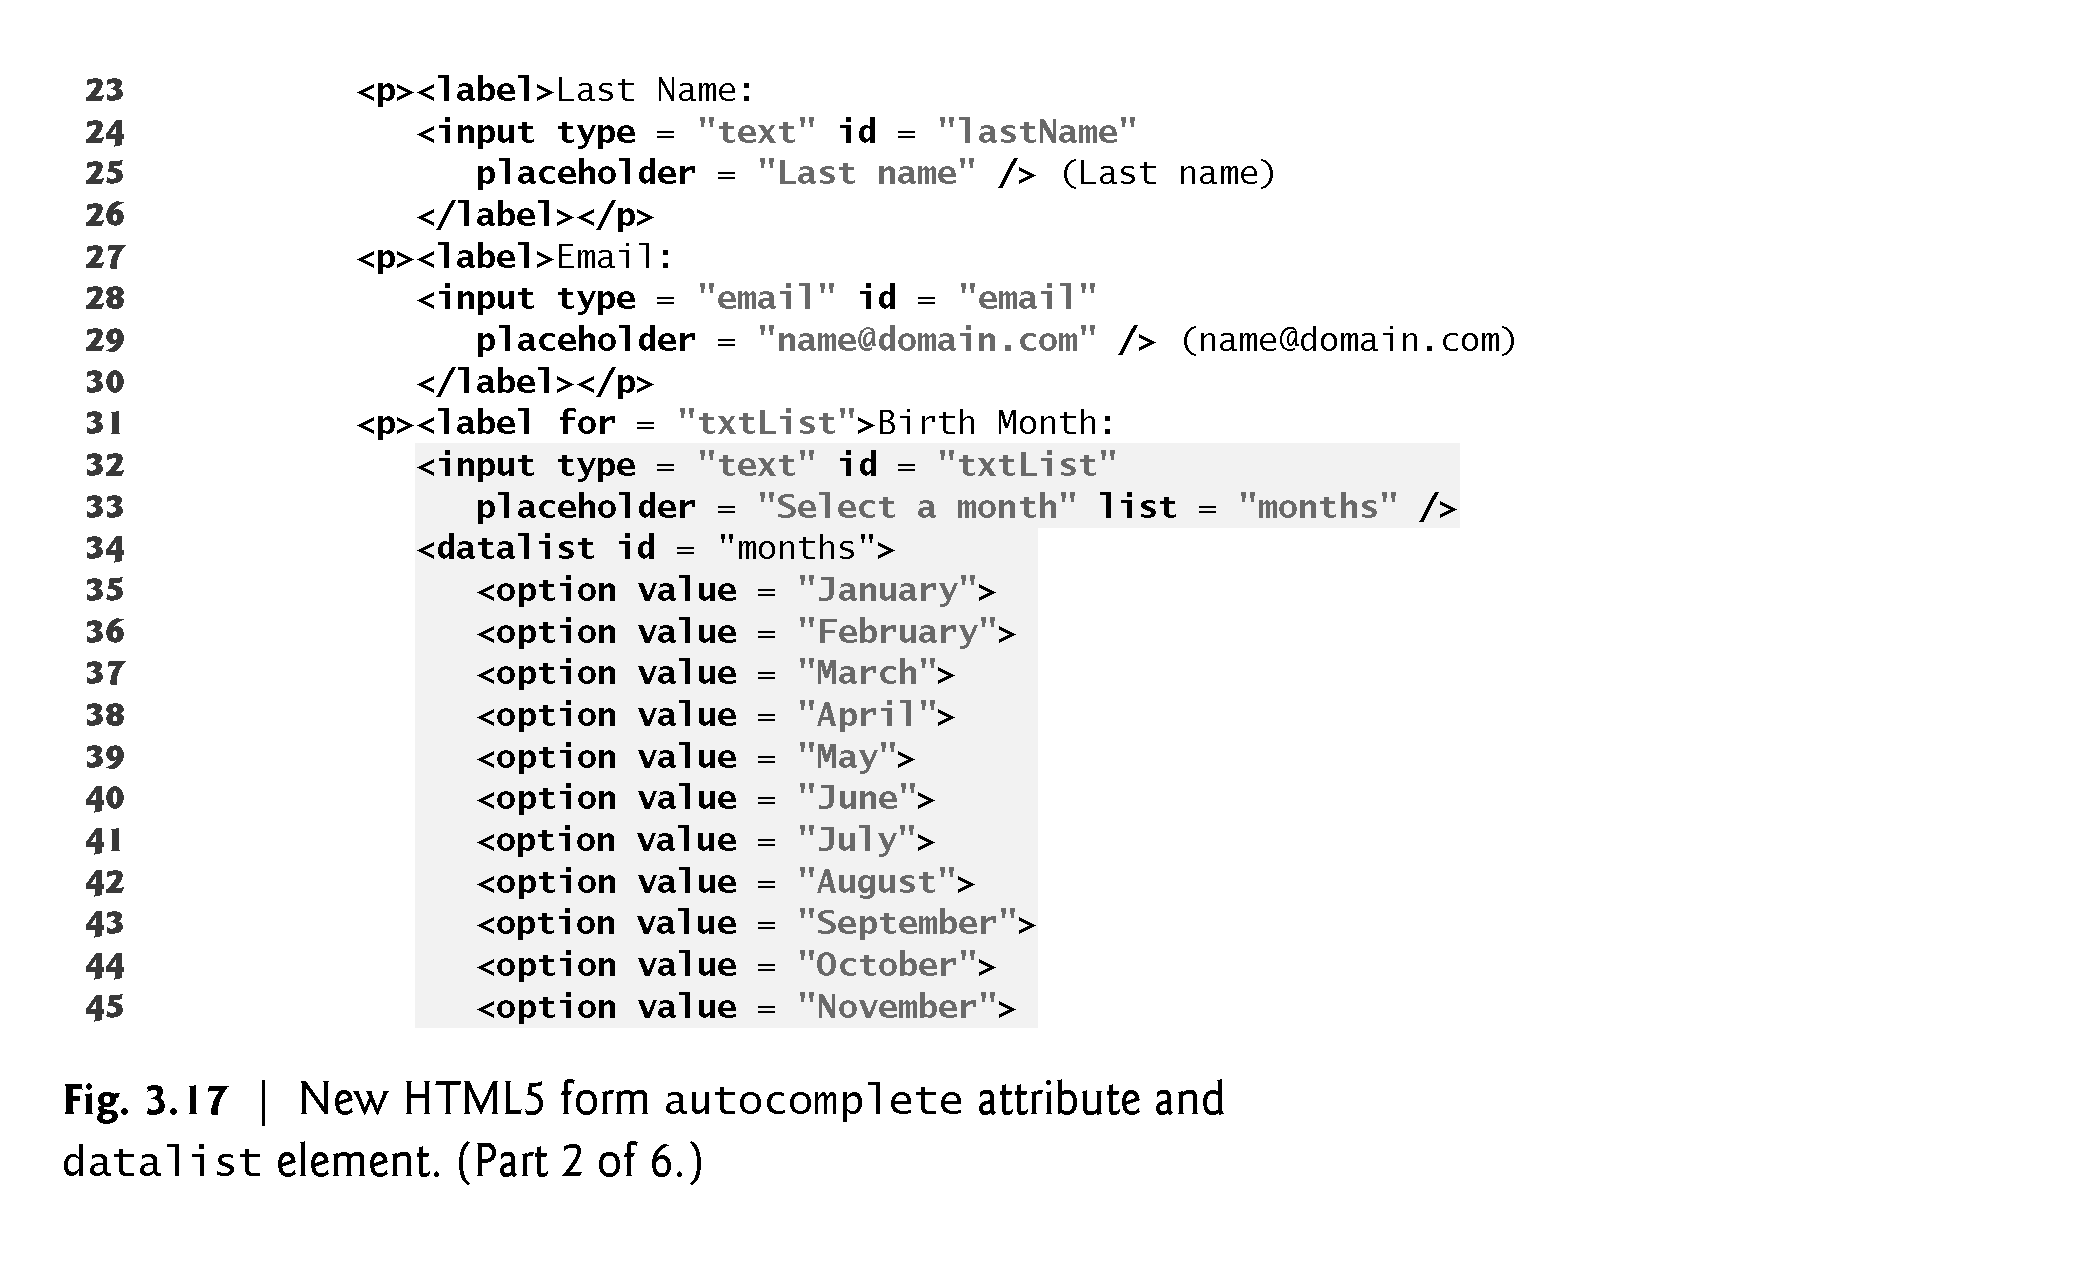 23 <p><label>Last Name:
24 <input type = "text" id = "lastName"
25 placeholder = "Last name" /> (Last name)
26 </label></p>
27 <p><label>Email:
28 <input type = "email" id = "email"
29 placeholder = "name@domain.com" /> (name@domain.com)
30 </label></p>
31 <p><label for = "txtList">Birth Month:
32 <input type = "text" id = "txtList"
33 placeholder = "Select a month" list = "months" />
34 <datalist id = "months">
35 <option value = "January">
36 <option value = "February">
37 <option value = "March">
38 <option value = "April">
39 <option value = "May">
40 <option value = "June">
41 <option value = "July">
42 <option value = "August">
43 <option value = "September">
44 <option value = "October">
45 <option value = "November">
Fig. 3.17 | New HTML5 form autocomplete attribute and
datalist element. (Part 2 of 6.)